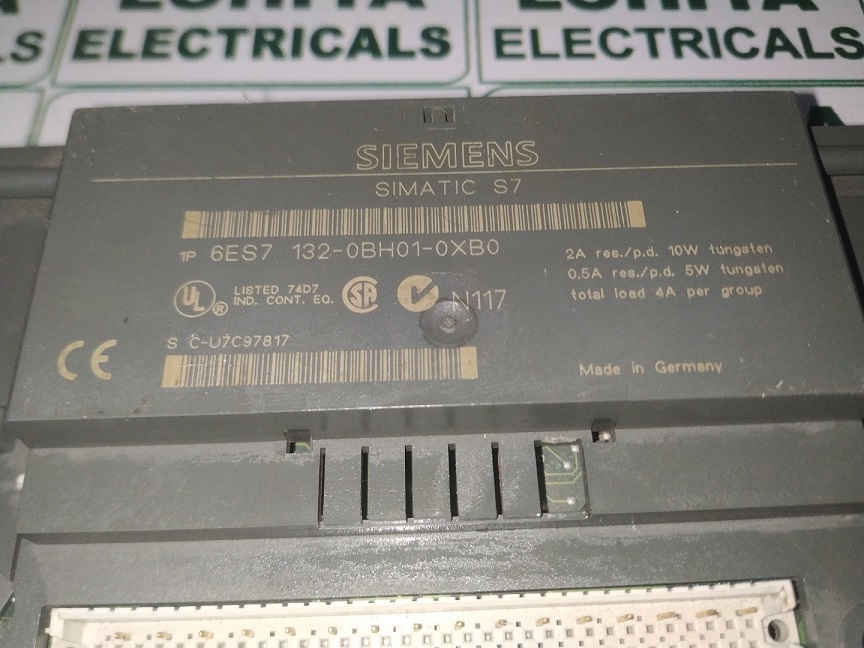 ELECTRICALS
ELECTRICALS
SIEMENS
SIMATIC S7
1P 6ES7 132-0BH01-0XB0
2A res./p.d. 10W tungsten
0.5A res./p.d. 5W tungsten
total load 4A per group
UL ® LISTED 74D7
IND. CONT. EQ.
N117
S C-U7C97817
CE
Made in Germany